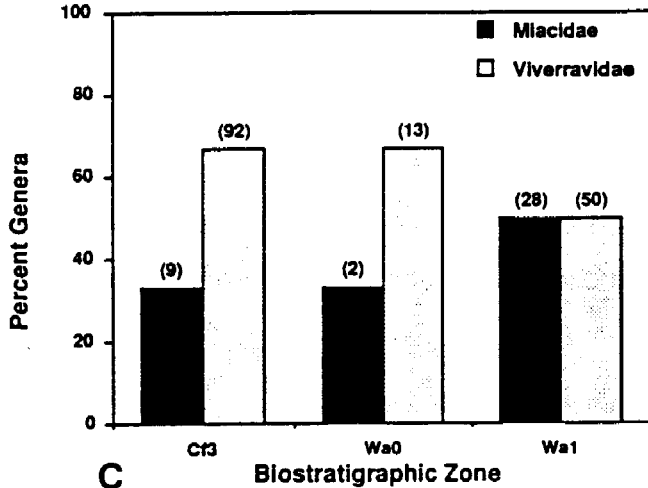 100
80
60
40
20
0
Percent Genera
Miacidae
Viverravidae
(92)
(13)
(28) (50)
(9)
(2)
Cf3 Wa0 Wa1
C Biostratigraphic Zone